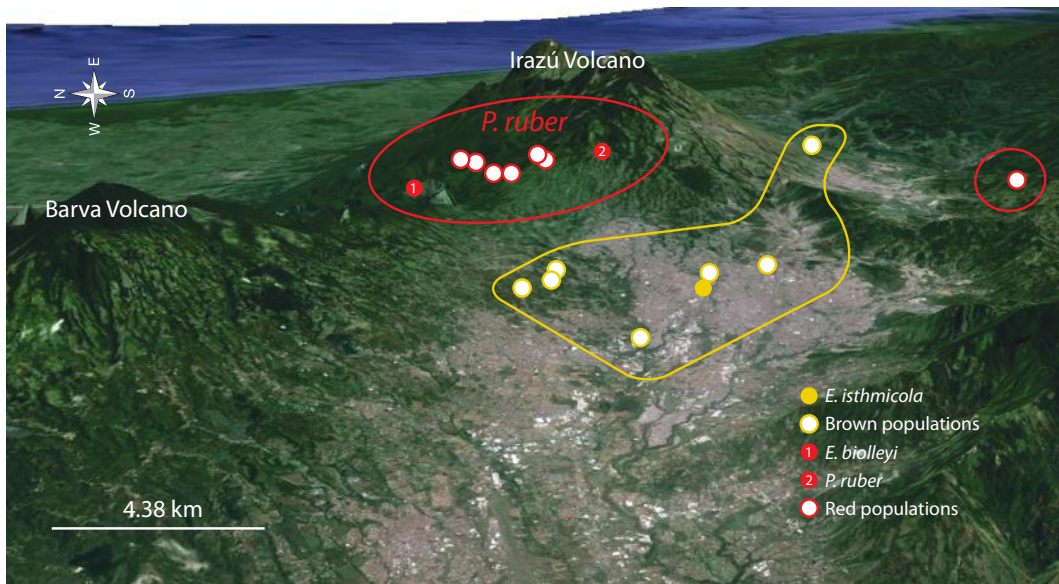 Irazú Volcano
E
N
S
W
P. ruber
2
1
Barva Volcano
E. isthmicola
Brown populations
1 E. biolleyi
2 P. ruber
Red populations
4.38 km